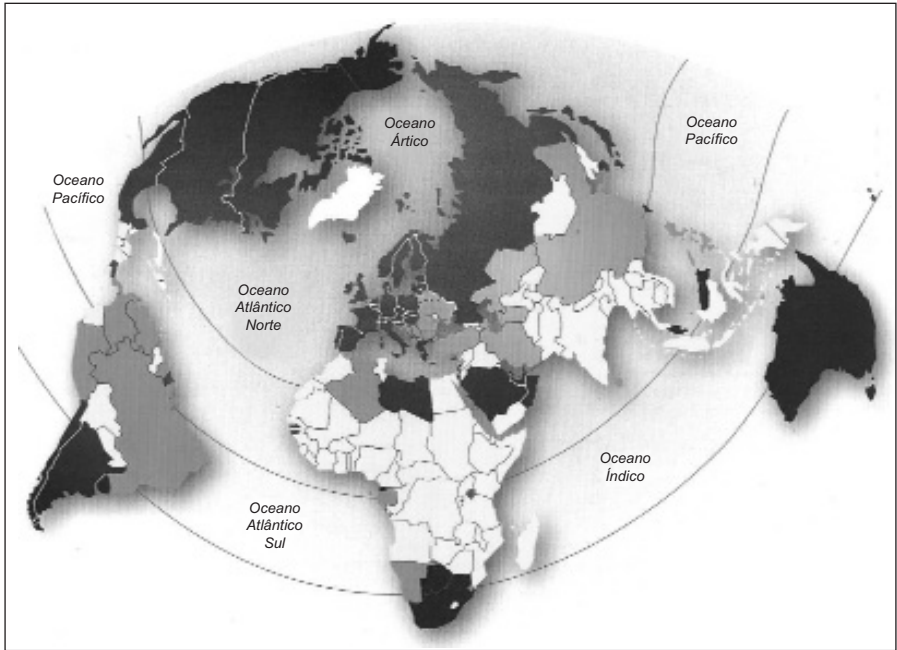 Oceano
Ártico
Oceano
Pacífico
Oceano
Pacífico
Oceano
Atlântico
Norte
Oceano
Índico
Oceano
Atlântico
Sul